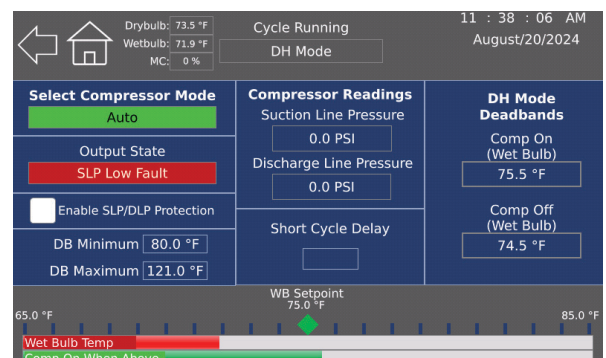 Drybulb: 73.5 °F
Wetbulb: 71.9 °F
MC: 0 %
Cycle Running
DH Mode
11 : 38 : 06 AM
August/20/2024
Select Compressor Mode
Auto
Output State
SLP Low Fault
Enable SLP/DLP Protection
DB Minimum 80.0 °F
DB Maximum 121.0 °F
Compressor Readings
Suction Line Pressure
0.0 PSI
Discharge Line Pressure
0.0 PSI
Short Cycle Delay
DH Mode
Deadbands
Comp On
(Wet Bulb)
75.5 °F
Comp Off
(Wet Bulb)
74.5 °F
WB Setpoint
75.0 °F
65.0 °F
85.0 °F
Wet Bulb Temp
Comp On When Above